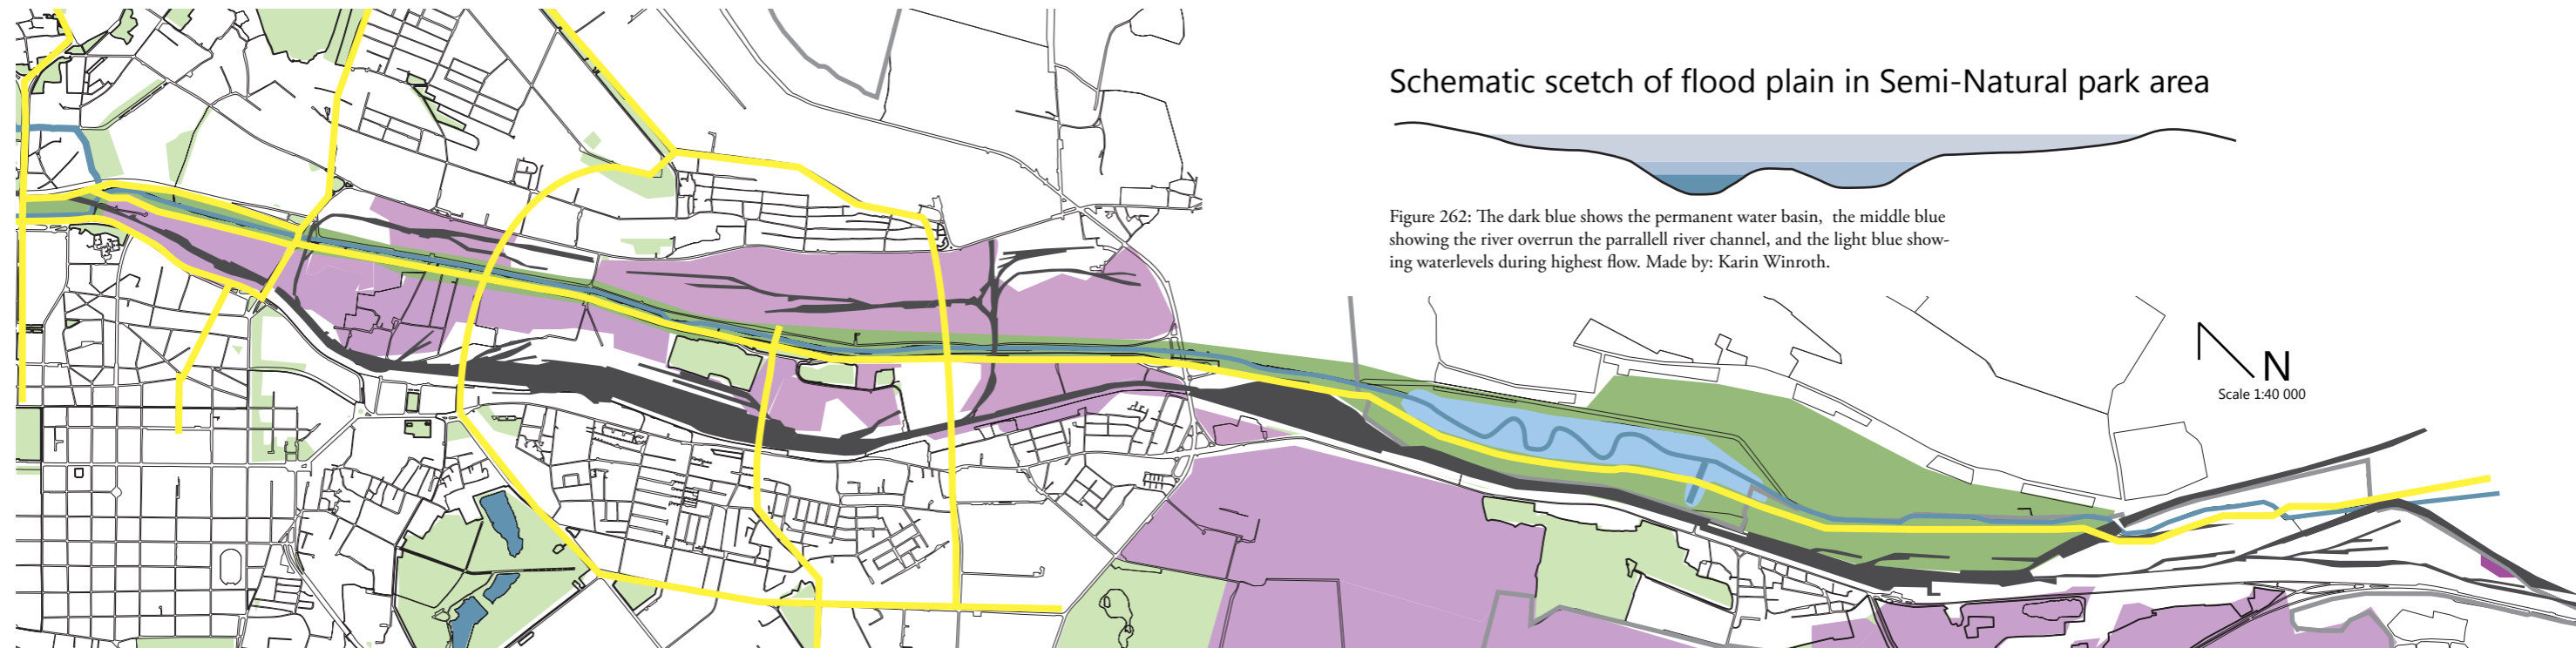 Schematic scetch of flood plain in Semi-Natural park area
Figure 262: The dark blue shows the permanent water basin,  the middle blue
showing the river overrun the parrallell river channel, and the light blue show-
ing waterlevels during highest flow. Made by: Karin Winroth.
N
Scale 1:40 000